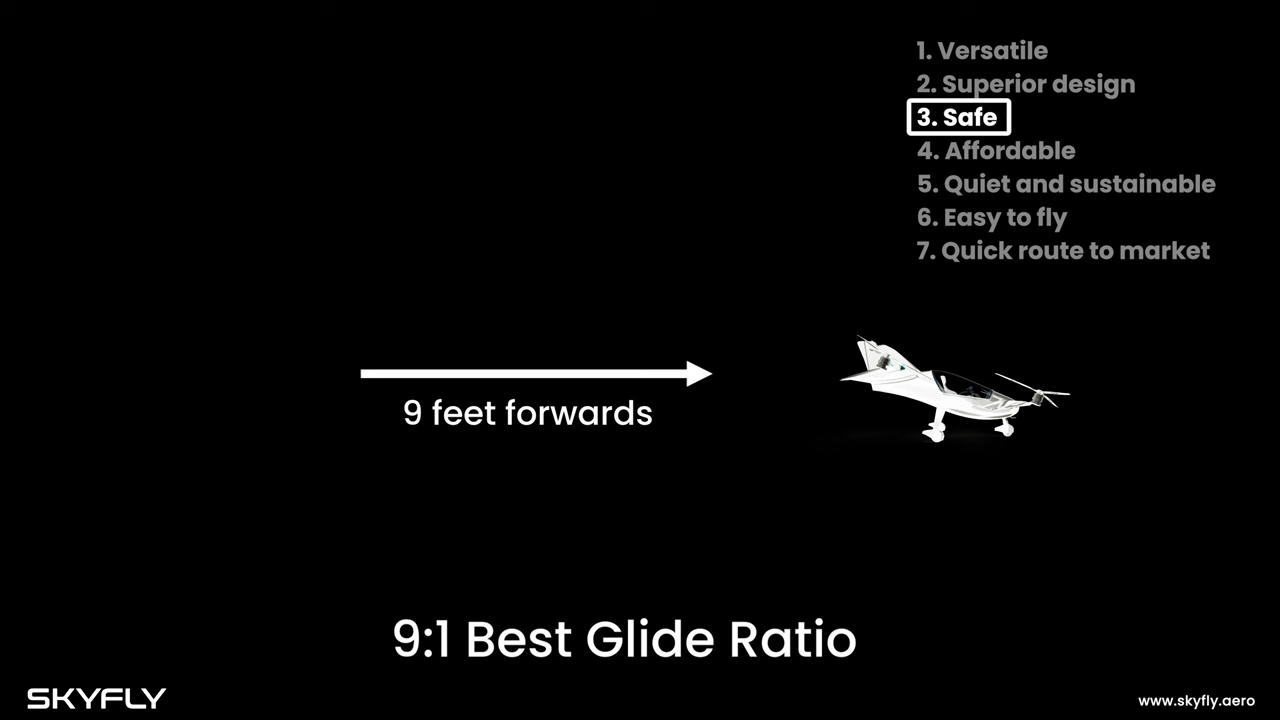 1. Versatile
2. Superior design
3. Safe
4. Affordable
5. Quiet and sustainable
6. Easy to fly
7. Quick route to market
9 feet forwards
9:1 Best Glide Ratio
SKYFLY
www.skyfly.aero